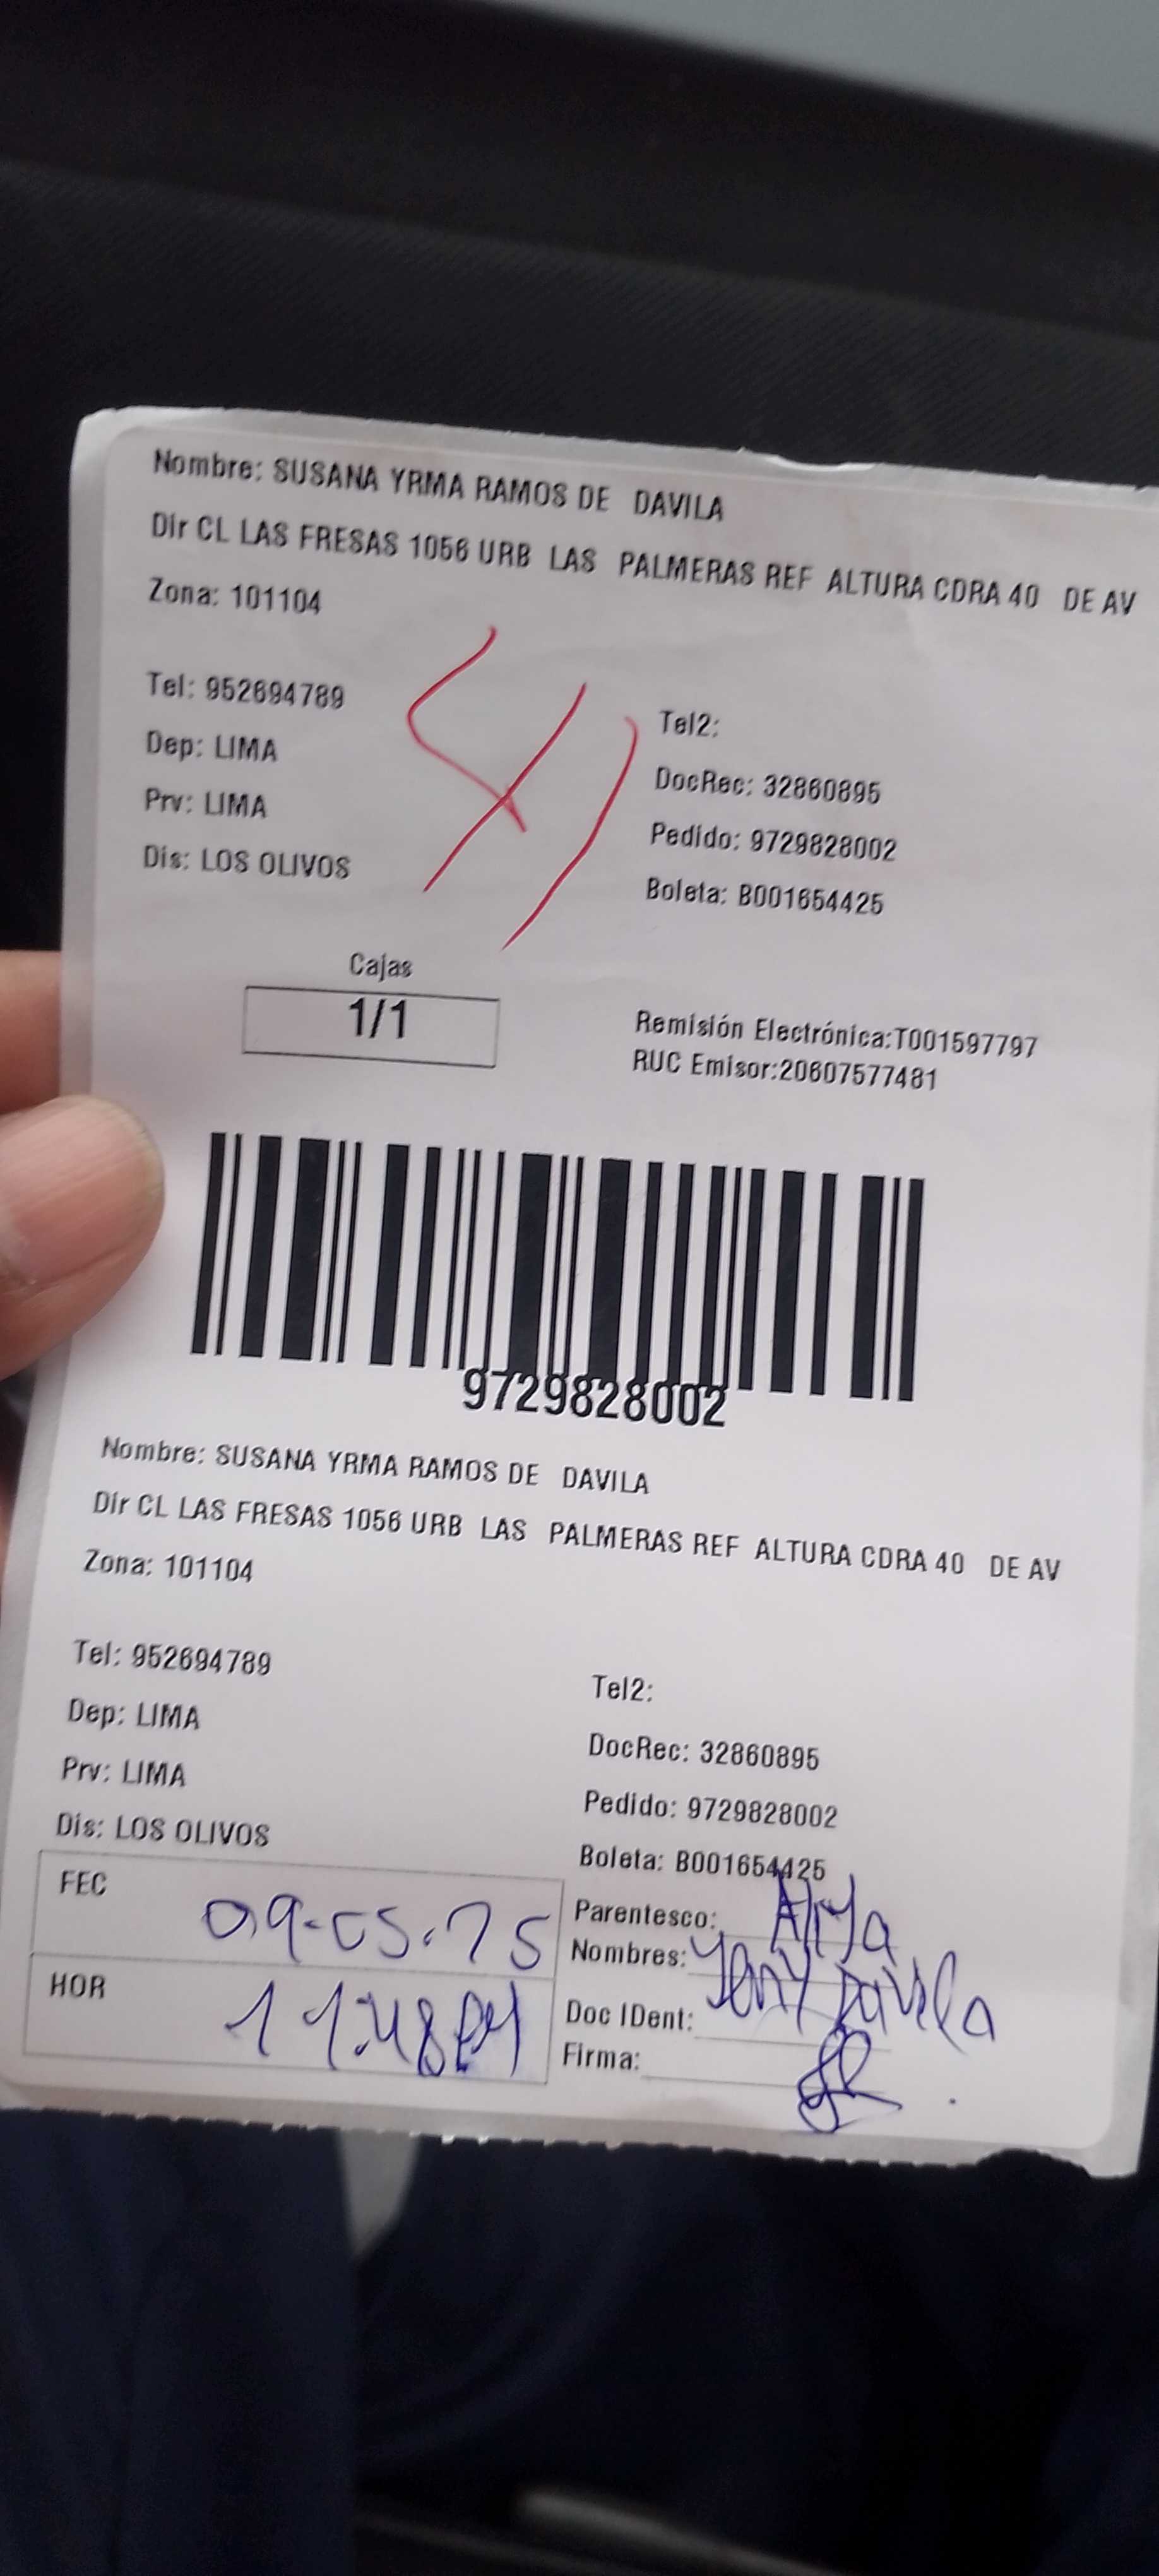 Nombre: SUSANA YRMA RAMOS DE DAVILA
Dir CL LAS FRESAS 1056 URB LAS PALMERAS REF ALTURA CDRA 40 DE AV
Zona: 101104
Tel: 952694789
Tel2:
Dep: LIMA
DocRec: 32860895
Prv: LIMA
Pedido: 9729828002
Dis: LOS OLIVOS
Boleta: B001654425
Cajas
1/1
Remisión Electrónica:T001597797
RUC Emisor:20607577481
9729828002
Nombre: SUSANA YRMA RAMOS DE DAVILA
Dir CL LAS FRESAS 1056 URB LAS PALMERAS REF ALTURA CDRA 40 DE AV
Zona: 101104
Tel: 952694789
Tel2:
Dep: LIMA
DocRec: 32860895
Prv: LIMA
Pedido: 9729828002
Dis: LOS OLIVOS
Boleta: B001654425
FEC
Parentesco:
Nombres: Davila
HOR 11:48
Doc IDent:
Firma: